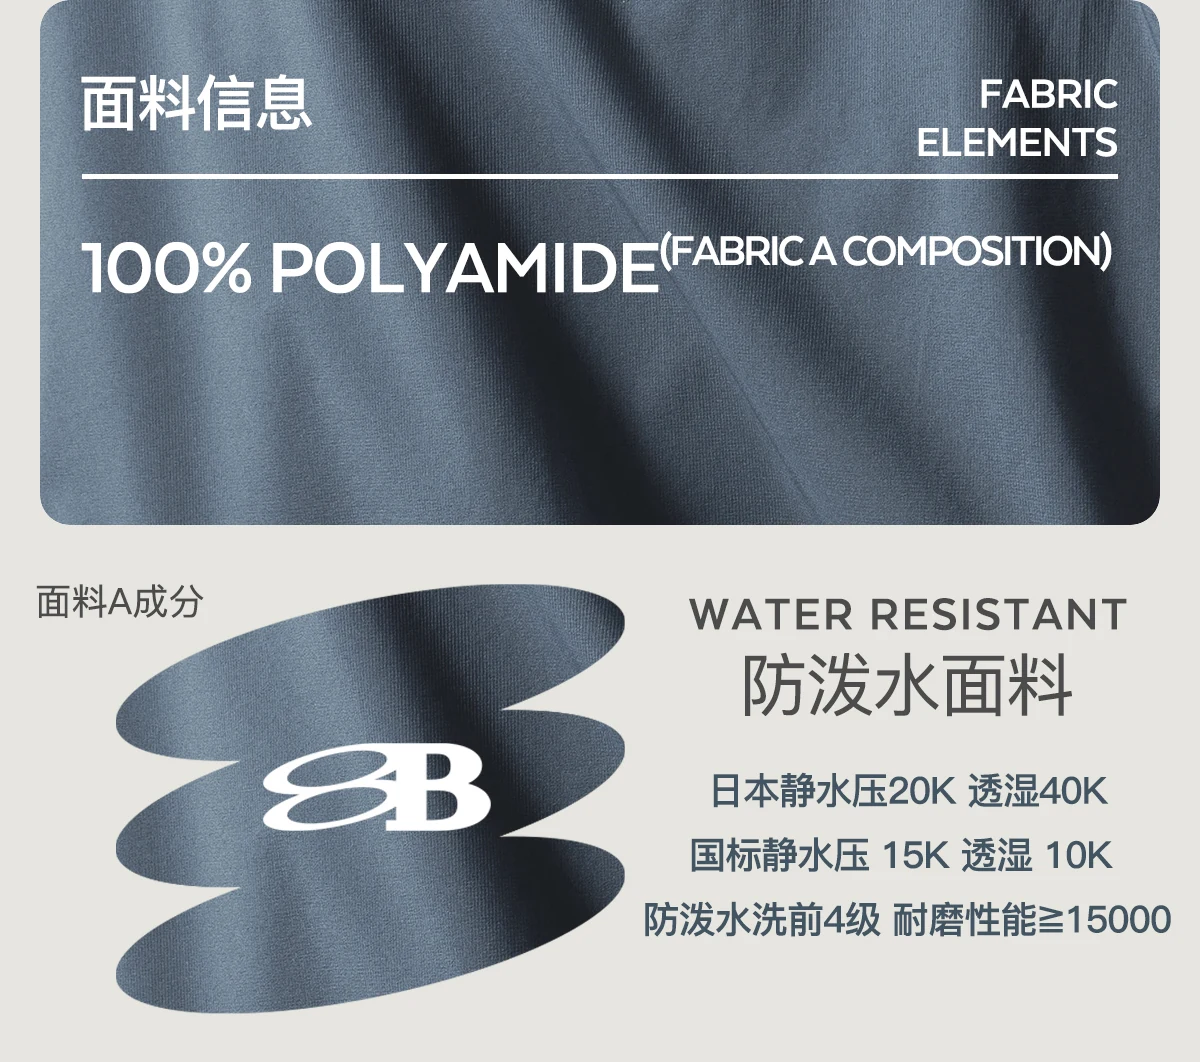 面料信息
FABRIC
ELEMENTS
100% POLYAMIDE(FABRIC A COMPOSITION)
面料A成分
WATER RESISTANT
防泼水面料
B
日本静水压20K 透湿40K
国标静水压 15K 透湿 10K
防泼水洗前4级 耐磨性能≧15000